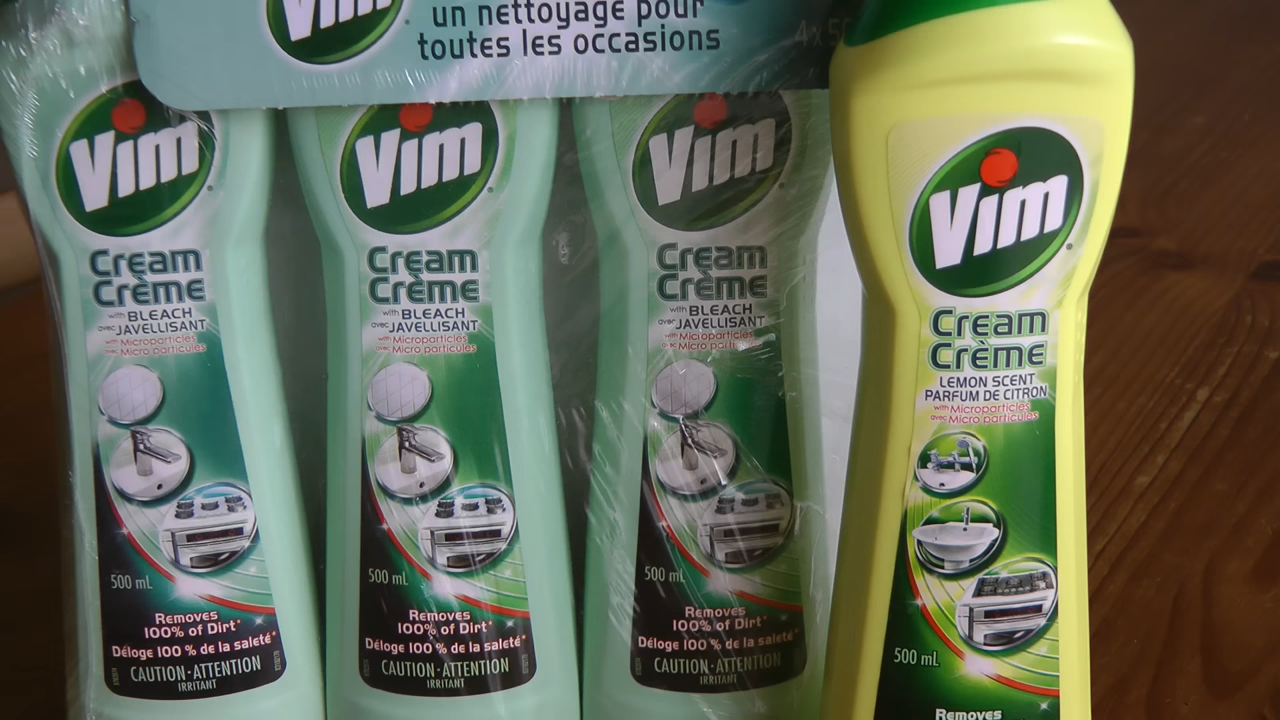 Vim
un nettoyage pour
toutes les occasions
4x5
Vim
Cream
Crème
with BLEACH
avec JAVELLISANT
with Microparticles
avec Micro particules
500 mL
Removes
100% of Dirt*
Déloge 100 % de la saleté*
CAUTION·ATTENTION
IRRITANT
Vim
Cream
Crème
with BLEACH
avec JAVELLISANT
with Microparticles
avec Micro particules
500 mL
Removes
100% of Dirt*
Déloge 100 % de la saleté*
CAUTION·ATTENTION
IRRITANT
Vim
Cream
Crème
with BLEACH
avec JAVELLISANT
with Microparticles
avec Micro
500 mL
Removes
100% of Dirt*
Déloge 100 % de la saleté*
CAUTION·ATTENTION
IRRITANT
Vim
Cream
Crème
LEMON SCENT
PARFUM DE CITRON
with Microparticles
avec Micro particules
500 mL
Removes